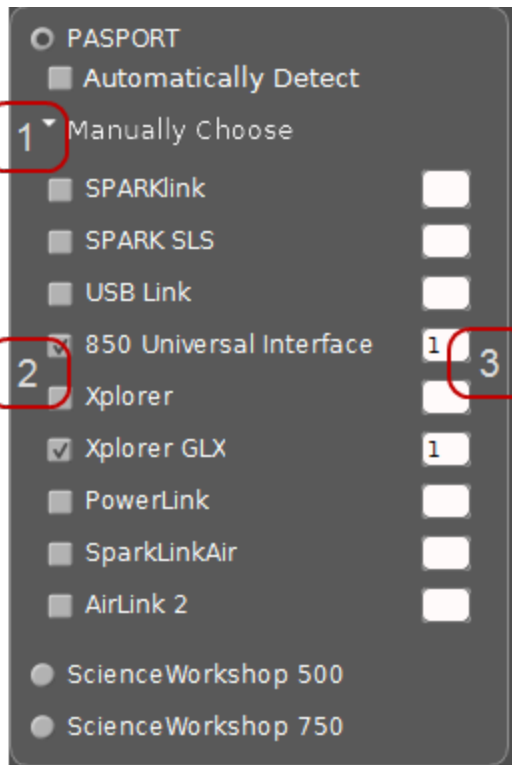 PASPORT
Automatically Detect
1 Manually Choose
SPARKlink
SPARK SLS
USB Link
850 Universal Interface 1
2
3
Xplorer
Xplorer GLX 1
PowerLink
SparkLinkAir
AirLink 2
ScienceWorkshop 500
ScienceWorkshop 750